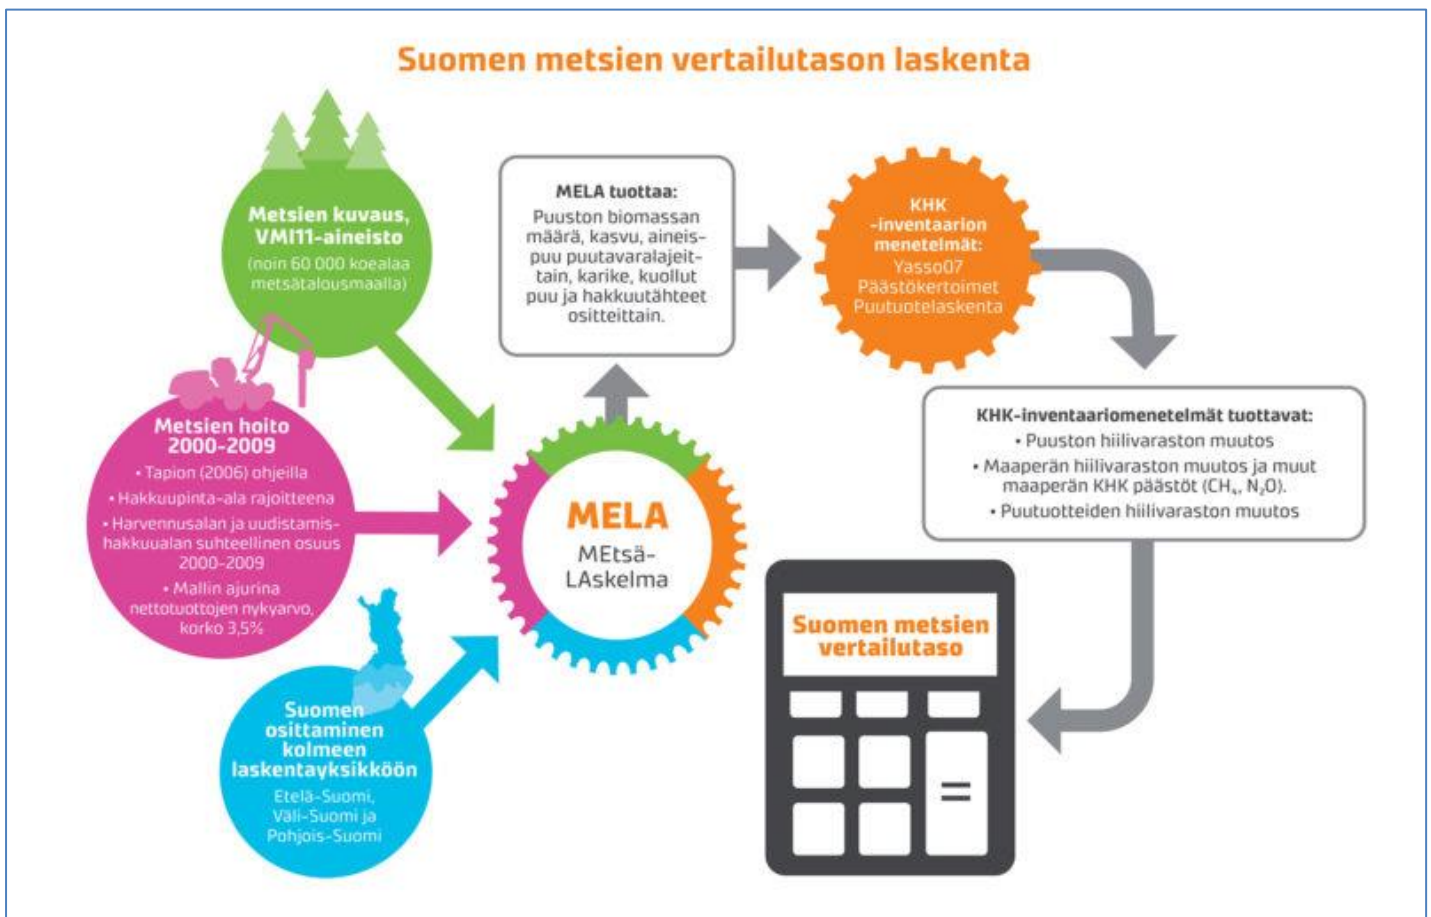 Suomen metsien vertailutason laskenta
Metsien kuvaus,
VMI11-aineisto
(noin 60 000 koealaa
metsätalousmaalla)
Metsien hoito
2000-2009
• Tapion (2006) ohjeilla
• Hakkuupinta-ala rajoitteena
• Harvennusalan ja uudistamis-
hakkuualan suhteellinen osuus
2000-2009
• Mallin ajurina
nettotuottojen nykyarvo,
korko 3,5%
Suomen
osittaminen
kolmeen
laskentayksikköön
Etelä-Suomi,
Väli-Suomi ja
Pohjois-Suomi
MELA
MEtsä-
LAskelma
MELA tuottaa:
Puuston biomassan
määrä, kasvu, aineis-
puu puutavaralajeit-
tain, karike, kuollut
puu ja hakkuutähteet
ositteittain.
KHK
-inventaarion
menetelmät:
Yasso07
Päästökertoimet
Puutuotelaskenta
KHK-inventaariomenetelmät tuottavat:
• Puuston hiilivaraston muutos
• Maaperän hiilivaraston muutos ja muut
maaperän KHK päästöt (CH₄, N₂O).
• Puutuotteiden hiilivaraston muutos
Suomen metsien
vertailutaso
=